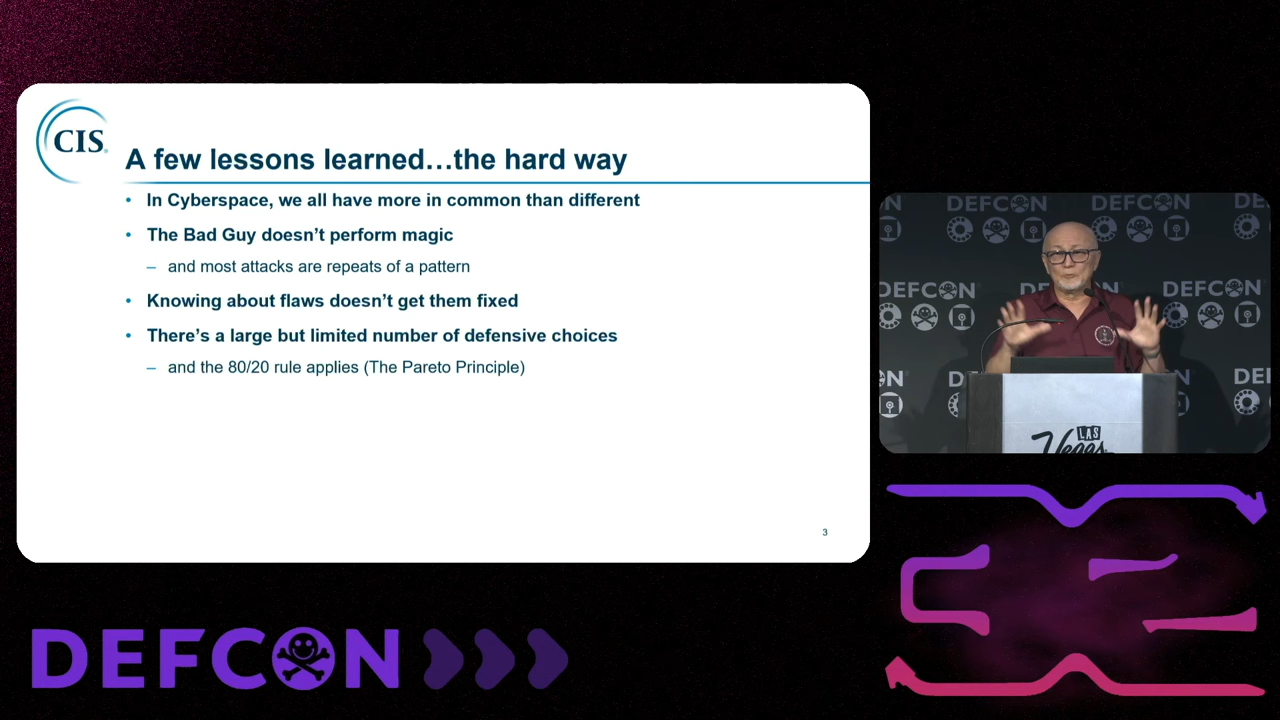 CIS
A few lessons learned…the hard way
• In Cyberspace, we all have more in common than different
• The Bad Guy doesn’t perform magic
– and most attacks are repeats of a pattern
• Knowing about flaws doesn’t get them fixed
• There’s a large but limited number of defensive choices
– and the 80/20 rule applies (The Pareto Principle)
3
DEFCON
DEFCON
DEFCON
DEFCON
LAS
Vegas
DEFCON